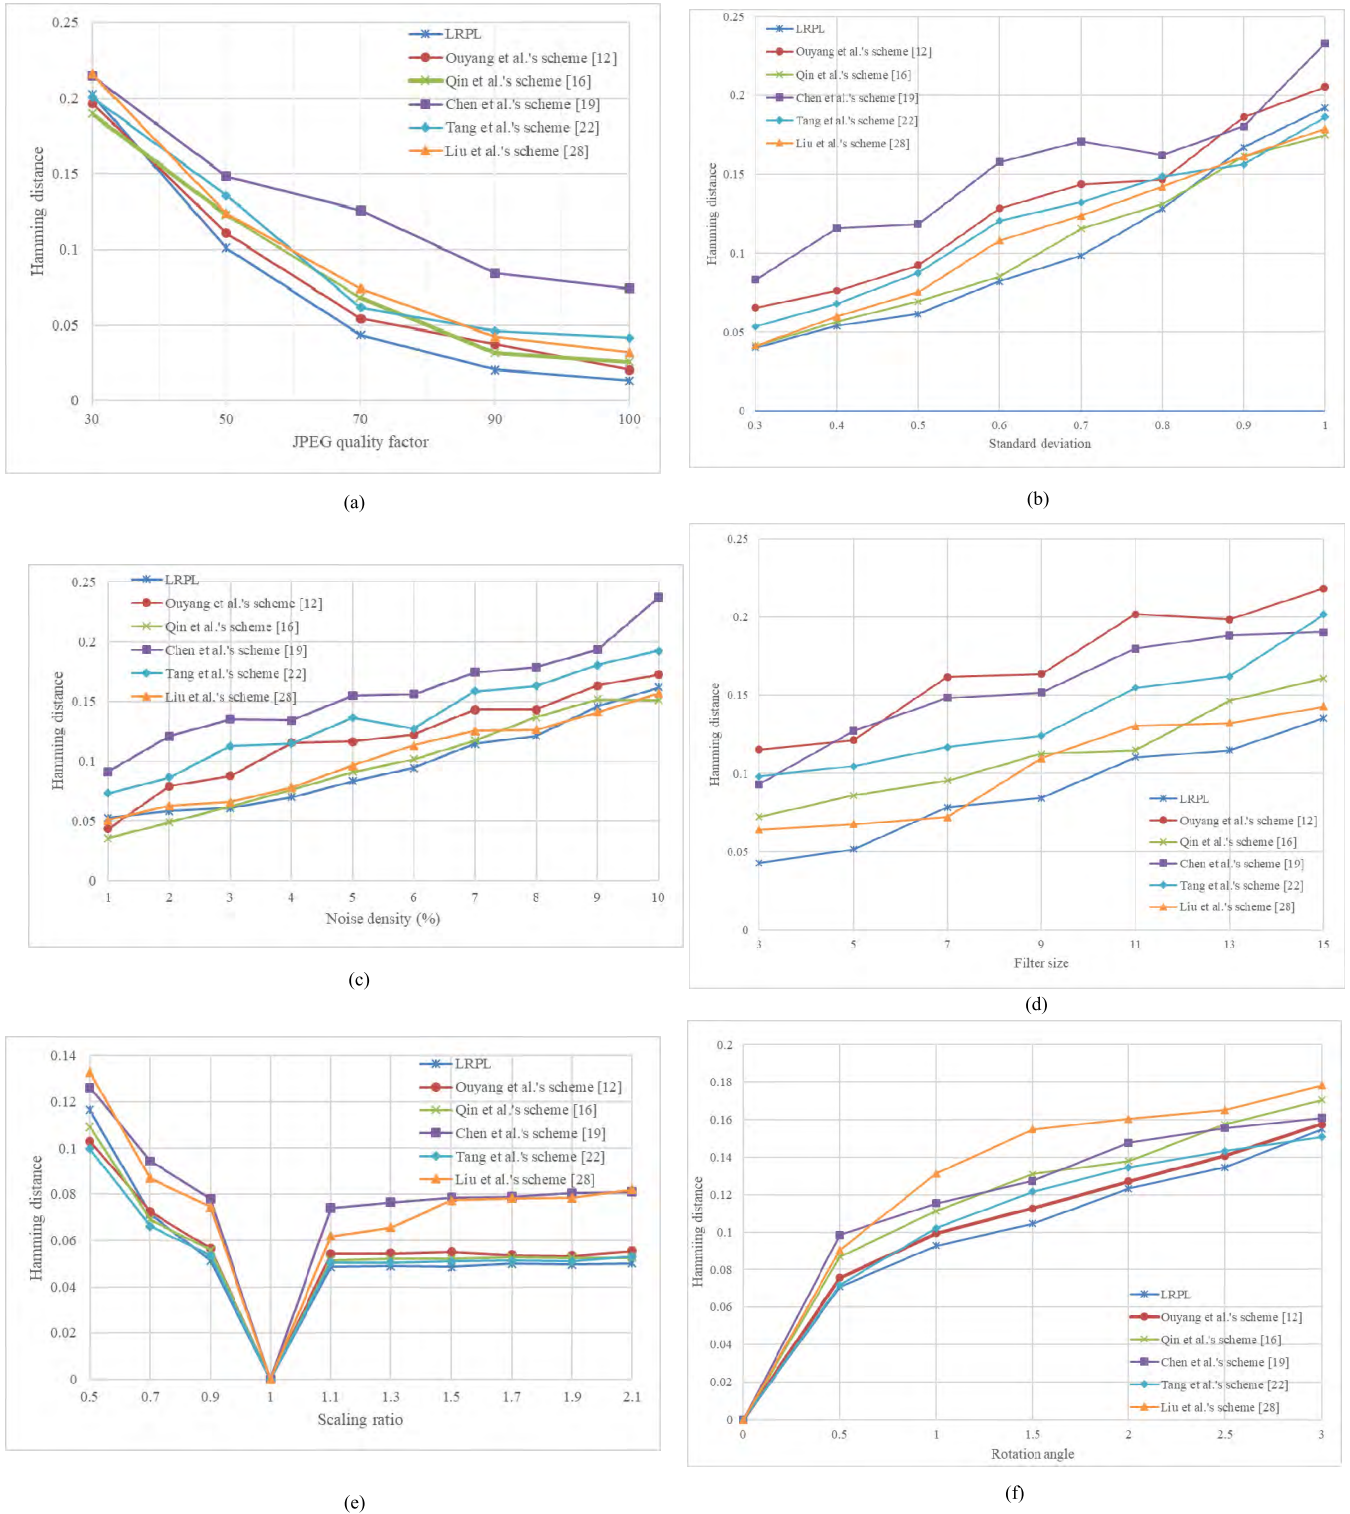 0.25
0.2
0.15
0.1
0.05
0
Hamming distance
LRPL
Ouyang et al.'s scheme [12]
Qin et al.'s scheme [16]
Chen et al.'s scheme [19]
Tang et al.'s scheme [22]
Liu et al.'s scheme [28]
30 50 70 90 100
JPEG quality factor
(a)
0.25
0.2
0.15
0.1
0.05
0
Hamming distance
LRPL
Ouyang et al.'s scheme [12]
Qin et al.'s scheme [16]
Chen et al.'s scheme [19]
Tang et al.'s scheme [22]
Liu et al.'s scheme [28]
0.3 0.4 0.5 0.6 0.7 0.8 0.9 1
Standard deviation
(b)
0.25
0.2
0.15
0.1
0.05
0
Hamming distance
LRPL
Ouyang et al.'s scheme [12]
Qin et al.'s scheme [16]
Chen et al.'s scheme [19]
Tang et al.'s scheme [22]
Liu et al.'s scheme [28]
1 2 3 4 5 6 7 8 9 10
Noise density (%)
(c)
0.25
0.2
0.15
0.1
0.05
0
Hamming distance
LRPL
Ouyang et al.'s scheme [12]
Qin et al.'s scheme [16]
Chen et al.'s scheme [19]
Tang et al.'s scheme [22]
Liu et al.'s scheme [28]
3 5 7 9 11 13 15
Filter size
(d)
0.14
0.12
0.1
0.08
0.06
0.04
0.02
0
Hamming distance
LRPL
Ouyang et al.'s scheme [12]
Qin et al.'s scheme [16]
Chen et al.'s scheme [19]
Tang et al.'s scheme [22]
Liu et al.'s scheme [28]
0.5 0.7 0.9 1 1.1 1.3 1.5 1.7 1.9 2.1
Scaling ratio
(e)
0.2
0.18
0.16
0.14
0.12
0.1
0.08
0.06
0.04
0.02
0
Hamming distance
LRPL
Ouyang et al.'s scheme [12]
Qin et al.'s scheme [16]
Chen et al.'s scheme [19]
Tang et al.'s scheme [22]
Liu et al.'s scheme [28]
0 0.5 1 1.5 2 2.5 3
Rotation angle
(f)